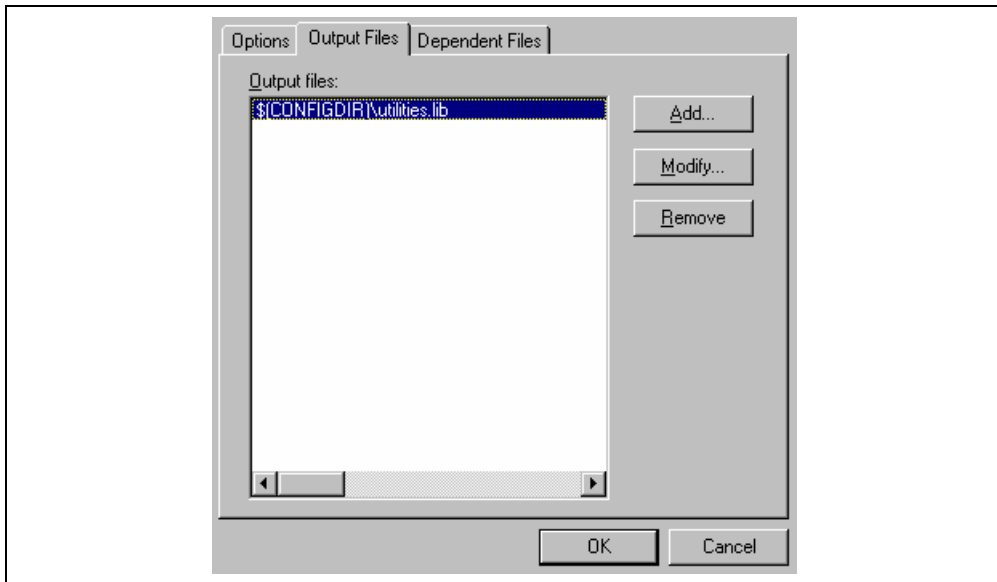 Options Output Files Dependent Files
Output files:
$(CONFIGDIR)\utilities.lib
Add...
Modify...
Remove
OK Cancel